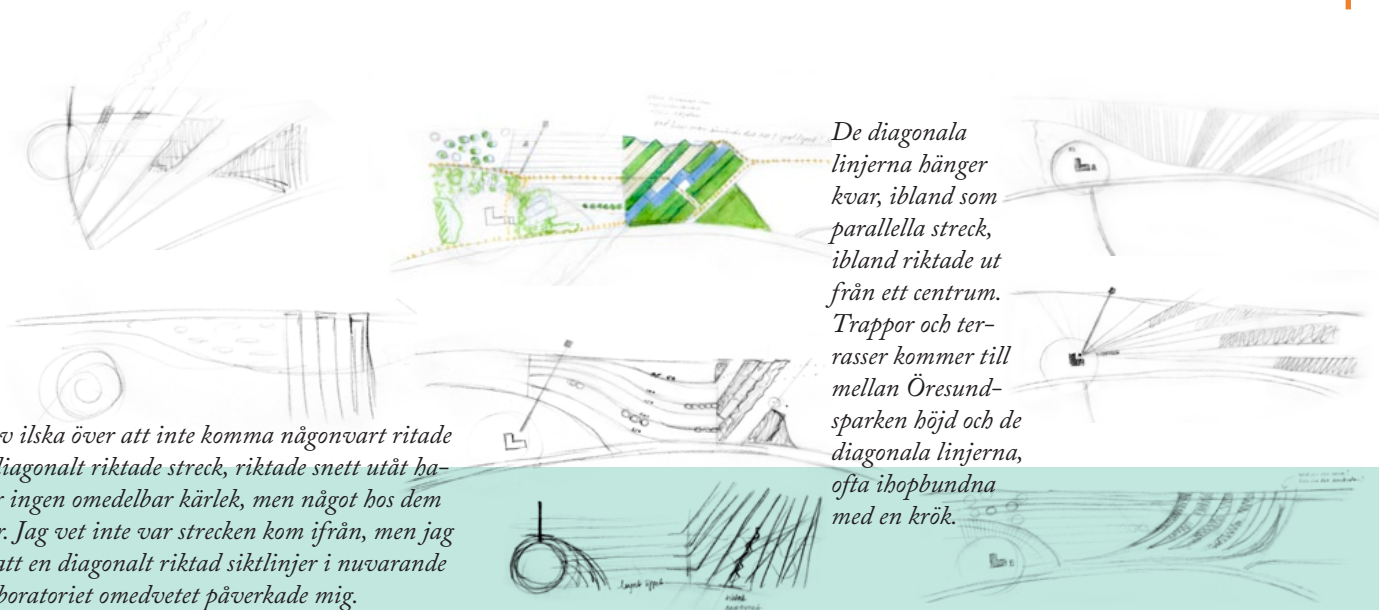 De diagonala
linjerna hänger
kvar, ibland som
parallella streck,
ibland riktade ut
från ett centrum.
Trappor och ter-
rasser kommer till
mellan Öresund-
sparken höjd och de
diagonala linjerna,
ofta ihopbundna
med en krök.
v ilska över att inte komma någonvart ritade
diagonalt riktade streck, riktade snett utåt ha-
r ingen omedelbar kärlek, men något hos dem
r. Jag vet inte var strecken kom ifrån, men jag
att en diagonalt riktad siktlinjer i nuvarande
boratoriet omedvetet påverkade mig.